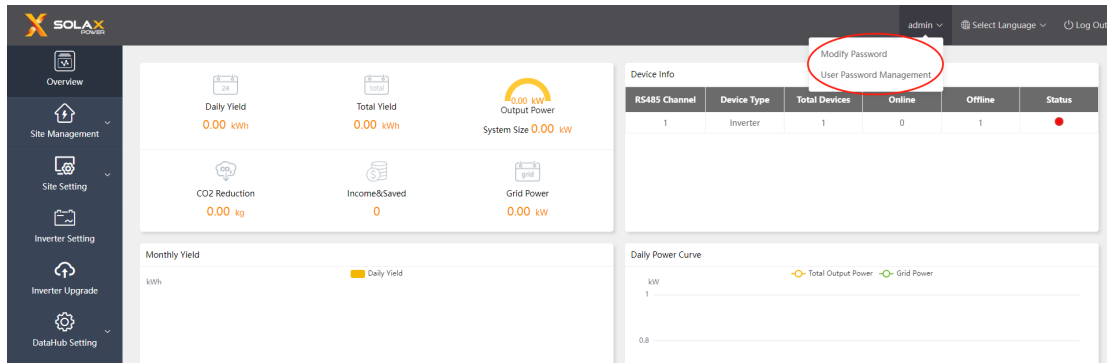 SOLAX
POWER
admin
Select Language
Log Out
Modify Password
User Password Management
Overview
Site Management
Site Setting
Inverter Setting
Inverter Upgrade
DataHub Setting
24
Daily Yield
0.00 kWh
total
Total Yield
0.00 kWh
0.00 kW
Output Power
System Size 0.00 kW
CO2
CO2 Reduction
0.00 kg
Income&Saved
0
grid
Grid Power
0.00 kW
Device Info
RS485 Channel Device Type Total Devices Online Offline Status
1 Inverter 1 0 1
Monthly Yield
kWh
Daily Yield
Daily Power Curve
Total Output Power Grid Power
kW
1
0.8